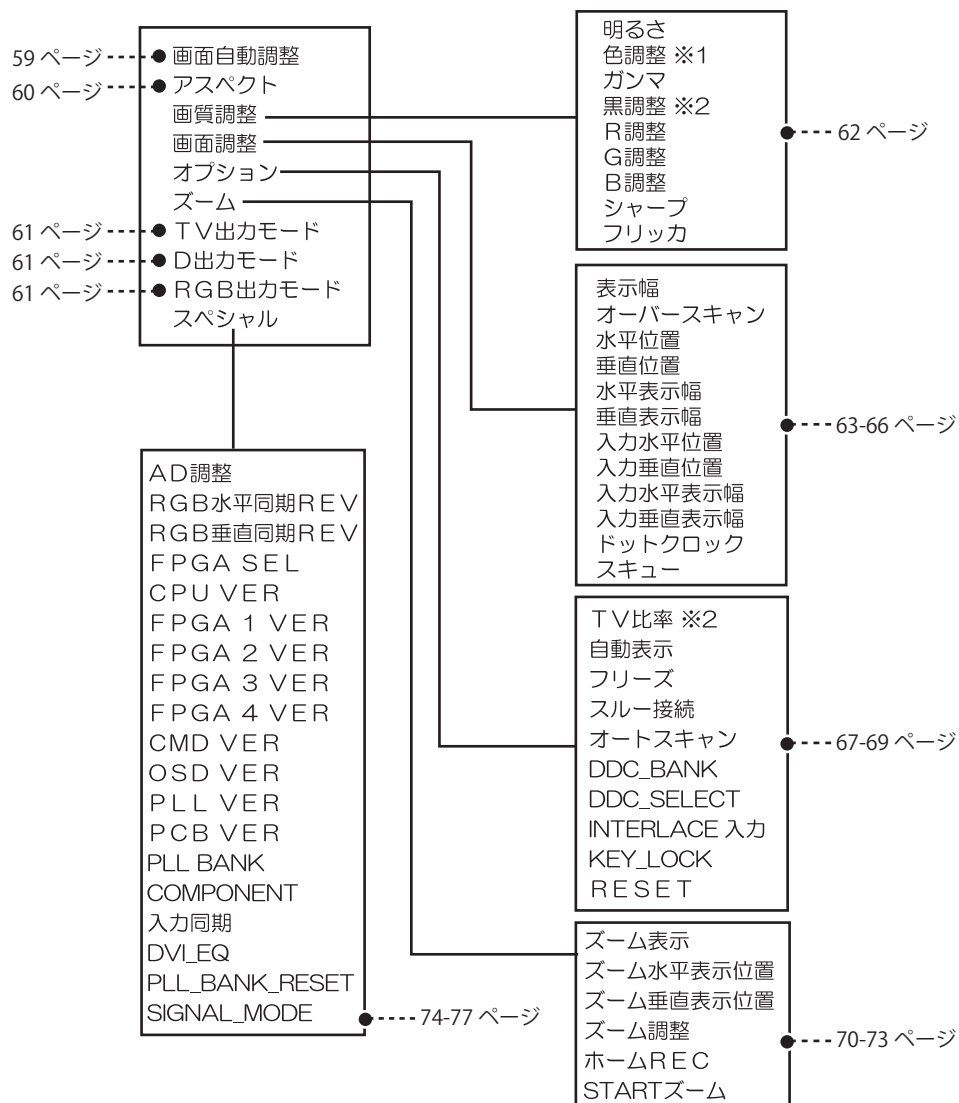 59 ページ
画面自動調整
60 ページ
アスペクト
画質調整
画面調整
オプション
ズーム
61 ページ
ＴＶ出力モード
61 ページ
Ｄ出力モード
61 ページ
ＲＧＢ出力モード
スペシャル
明るさ
色調整 ※1
ガンマ
黒調整 ※2
Ｒ調整
Ｇ調整
Ｂ調整
シャープ
フリッカ
62 ページ
表示幅
オーバースキャン
水平位置
垂直位置
水平表示幅
垂直表示幅
入力水平位置
入力垂直位置
入力水平表示幅
入力垂直表示幅
ドットクロック
スキュー
63-66 ページ
ＴＶ比率 ※2
自動表示
フリーズ
スルー接続
オートスキャン
DDC_BANK
DDC_SELECT
INTERLACE 入力
KEY_LOCK
ＲＥＳＥＴ
67-69 ページ
ズーム表示
ズーム水平表示位置
ズーム垂直表示位置
ズーム調整
ホームＲＥＣ
STARTズーム
70-73 ページ
ＡＤ調整
ＲＧＢ水平同期ＲＥＶ
ＲＧＢ垂直同期ＲＥＶ
ＦＰＧＡ ＳＥＬ
ＣＰＵ ＶＥＲ
ＦＰＧＡ １ ＶＥＲ
ＦＰＧＡ ２ ＶＥＲ
ＦＰＧＡ ３ ＶＥＲ
ＦＰＧＡ ４ ＶＥＲ
ＣＭＤ ＶＥＲ
ＯＳＤ ＶＥＲ
ＰＬＬ ＶＥＲ
ＰＣＢ ＶＥＲ
PLL BANK
COMPONENT
入力同期
DVI_EQ
PLL_BANK_RESET
SIGNAL_MODE
74-77 ページ